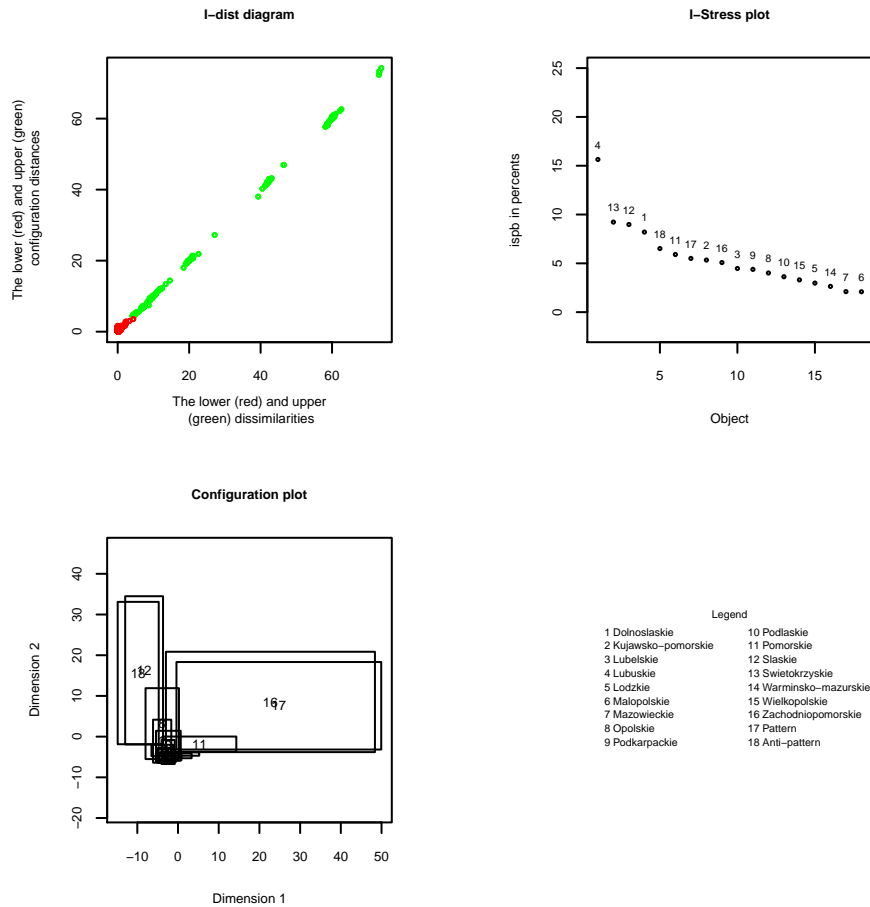 I−dist diagram
The lower (red) and upper (green)
configuration distances
60
40
20
0
0 20 40 60
The lower (red) and upper
(green) dissimilarities
I−Stress plot
ispb in percents
25
20
15
10
5
0
4
13 12 1
18 11 17 2 16 3 9 8 10 15 5 14 7 6
5 10 15
Object
Configuration plot
Dimension 2
40
30
20
10
0
−10
−20
12
16
17
11
−10 0 10 20 30 40 50
Dimension 1
Legend
1 Dolnoslaskie
2 Kujawsko−pomorskie
3 Lubelskie
4 Lubuskie
5 Lodzkie
6 Malopolskie
7 Mazowieckie
8 Opolskie
9 Podkarpackie
10 Podlaskie
11 Pomorskie
12 Slaskie
13 Swietokrzyskie
14 Warminsko−mazurskie
15 Wielkopolskie
16 Zachodniopomorskie
17 Pattern
18 Anti−pattern